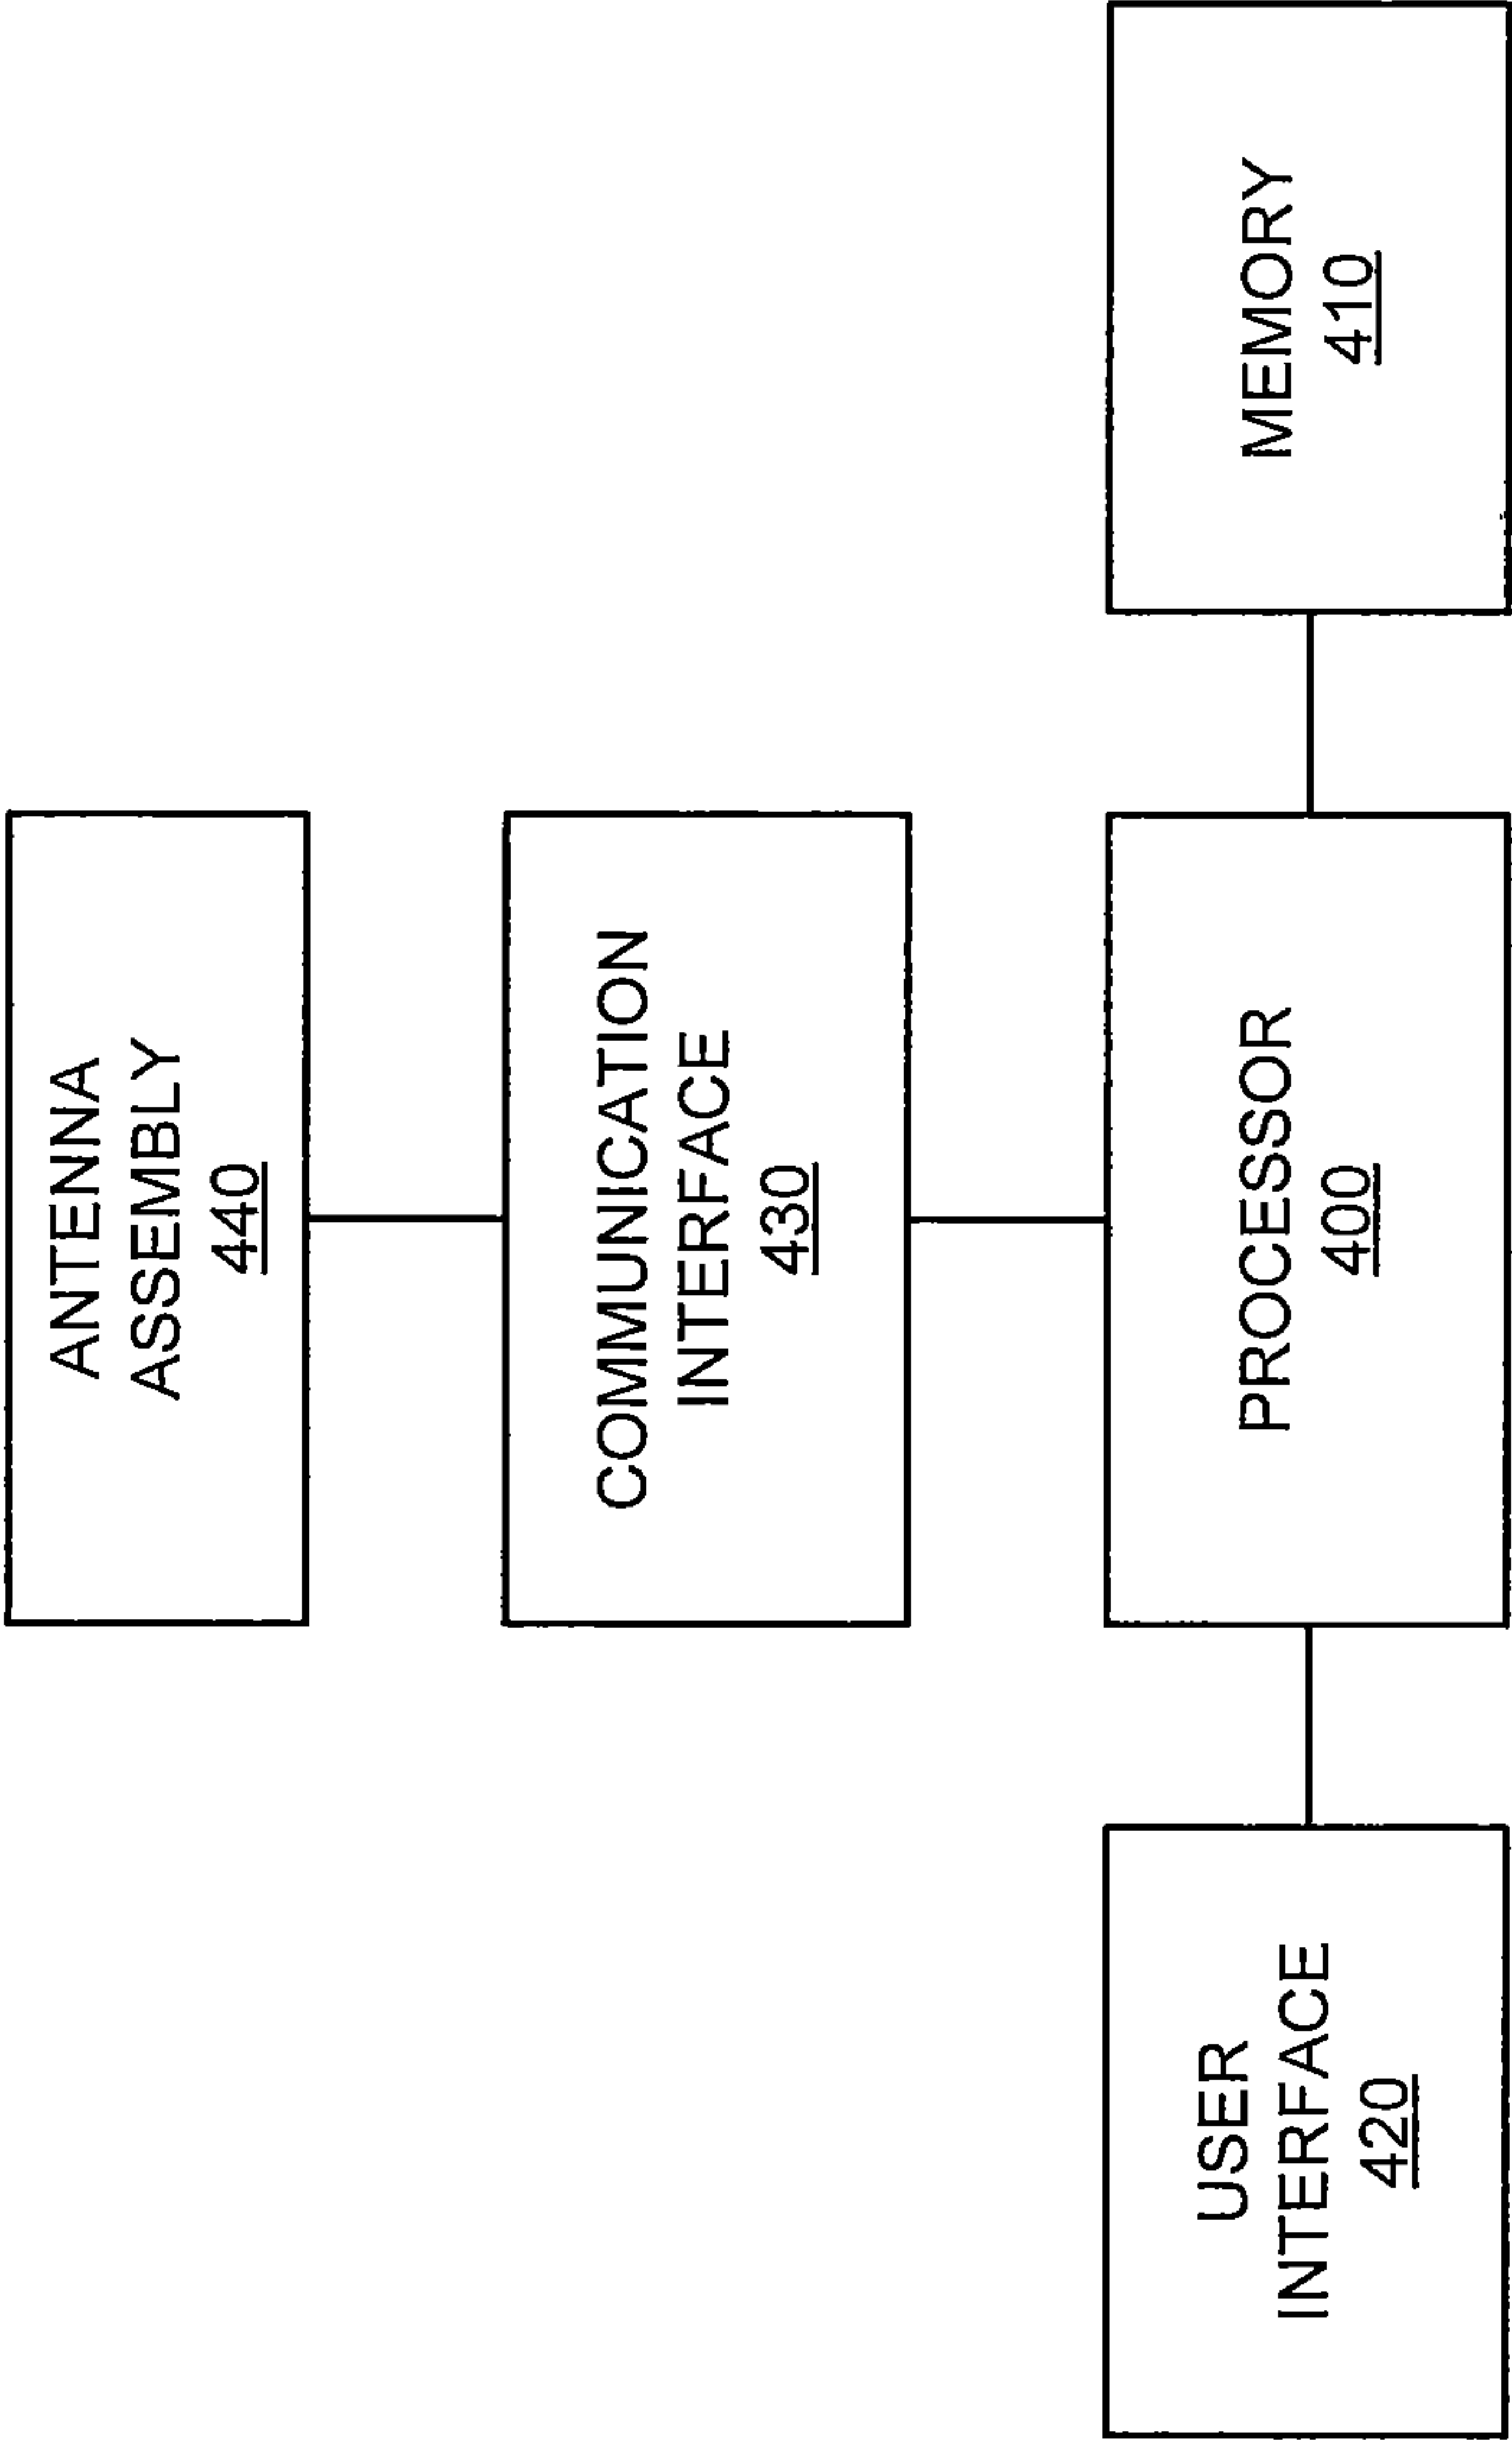 ANTENNA
ASSEMBLY
440
COMMUNICATION
INTERFACE
430
USER
INTERFACE
420
PROCESSOR
400
MEMORY
410